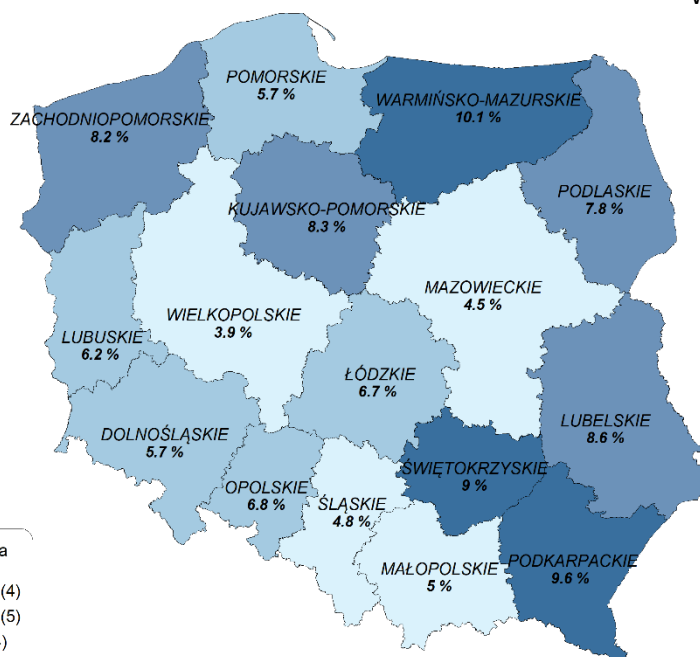 POMORSKIE
5.7 %
WARMIŃSKO-MAZURSKIE
10.1 %
ZACHODNIOPOMORSKIE
8.2 %
PODLASKIE
7.8 %
KUJAWSKO-POMORSKIE
8.3 %
MAZOWIECKIE
4.5 %
WIELKOPOLSKIE
3.9 %
LUBUSKIE
6.2 %
ŁÓDZKIE
6.7 %
LUBELSKIE
8.6 %
DOLNOŚLĄSKIE
5.7 %
ŚWIĘTOKRZYSKIE
9 %
OPOLSKIE
6.8 %
ŚLĄSKIE
4.8 %
PODKARPACKIE
9.6 %
MAŁOPOLSKIE
5 %
a
(4)
(5)